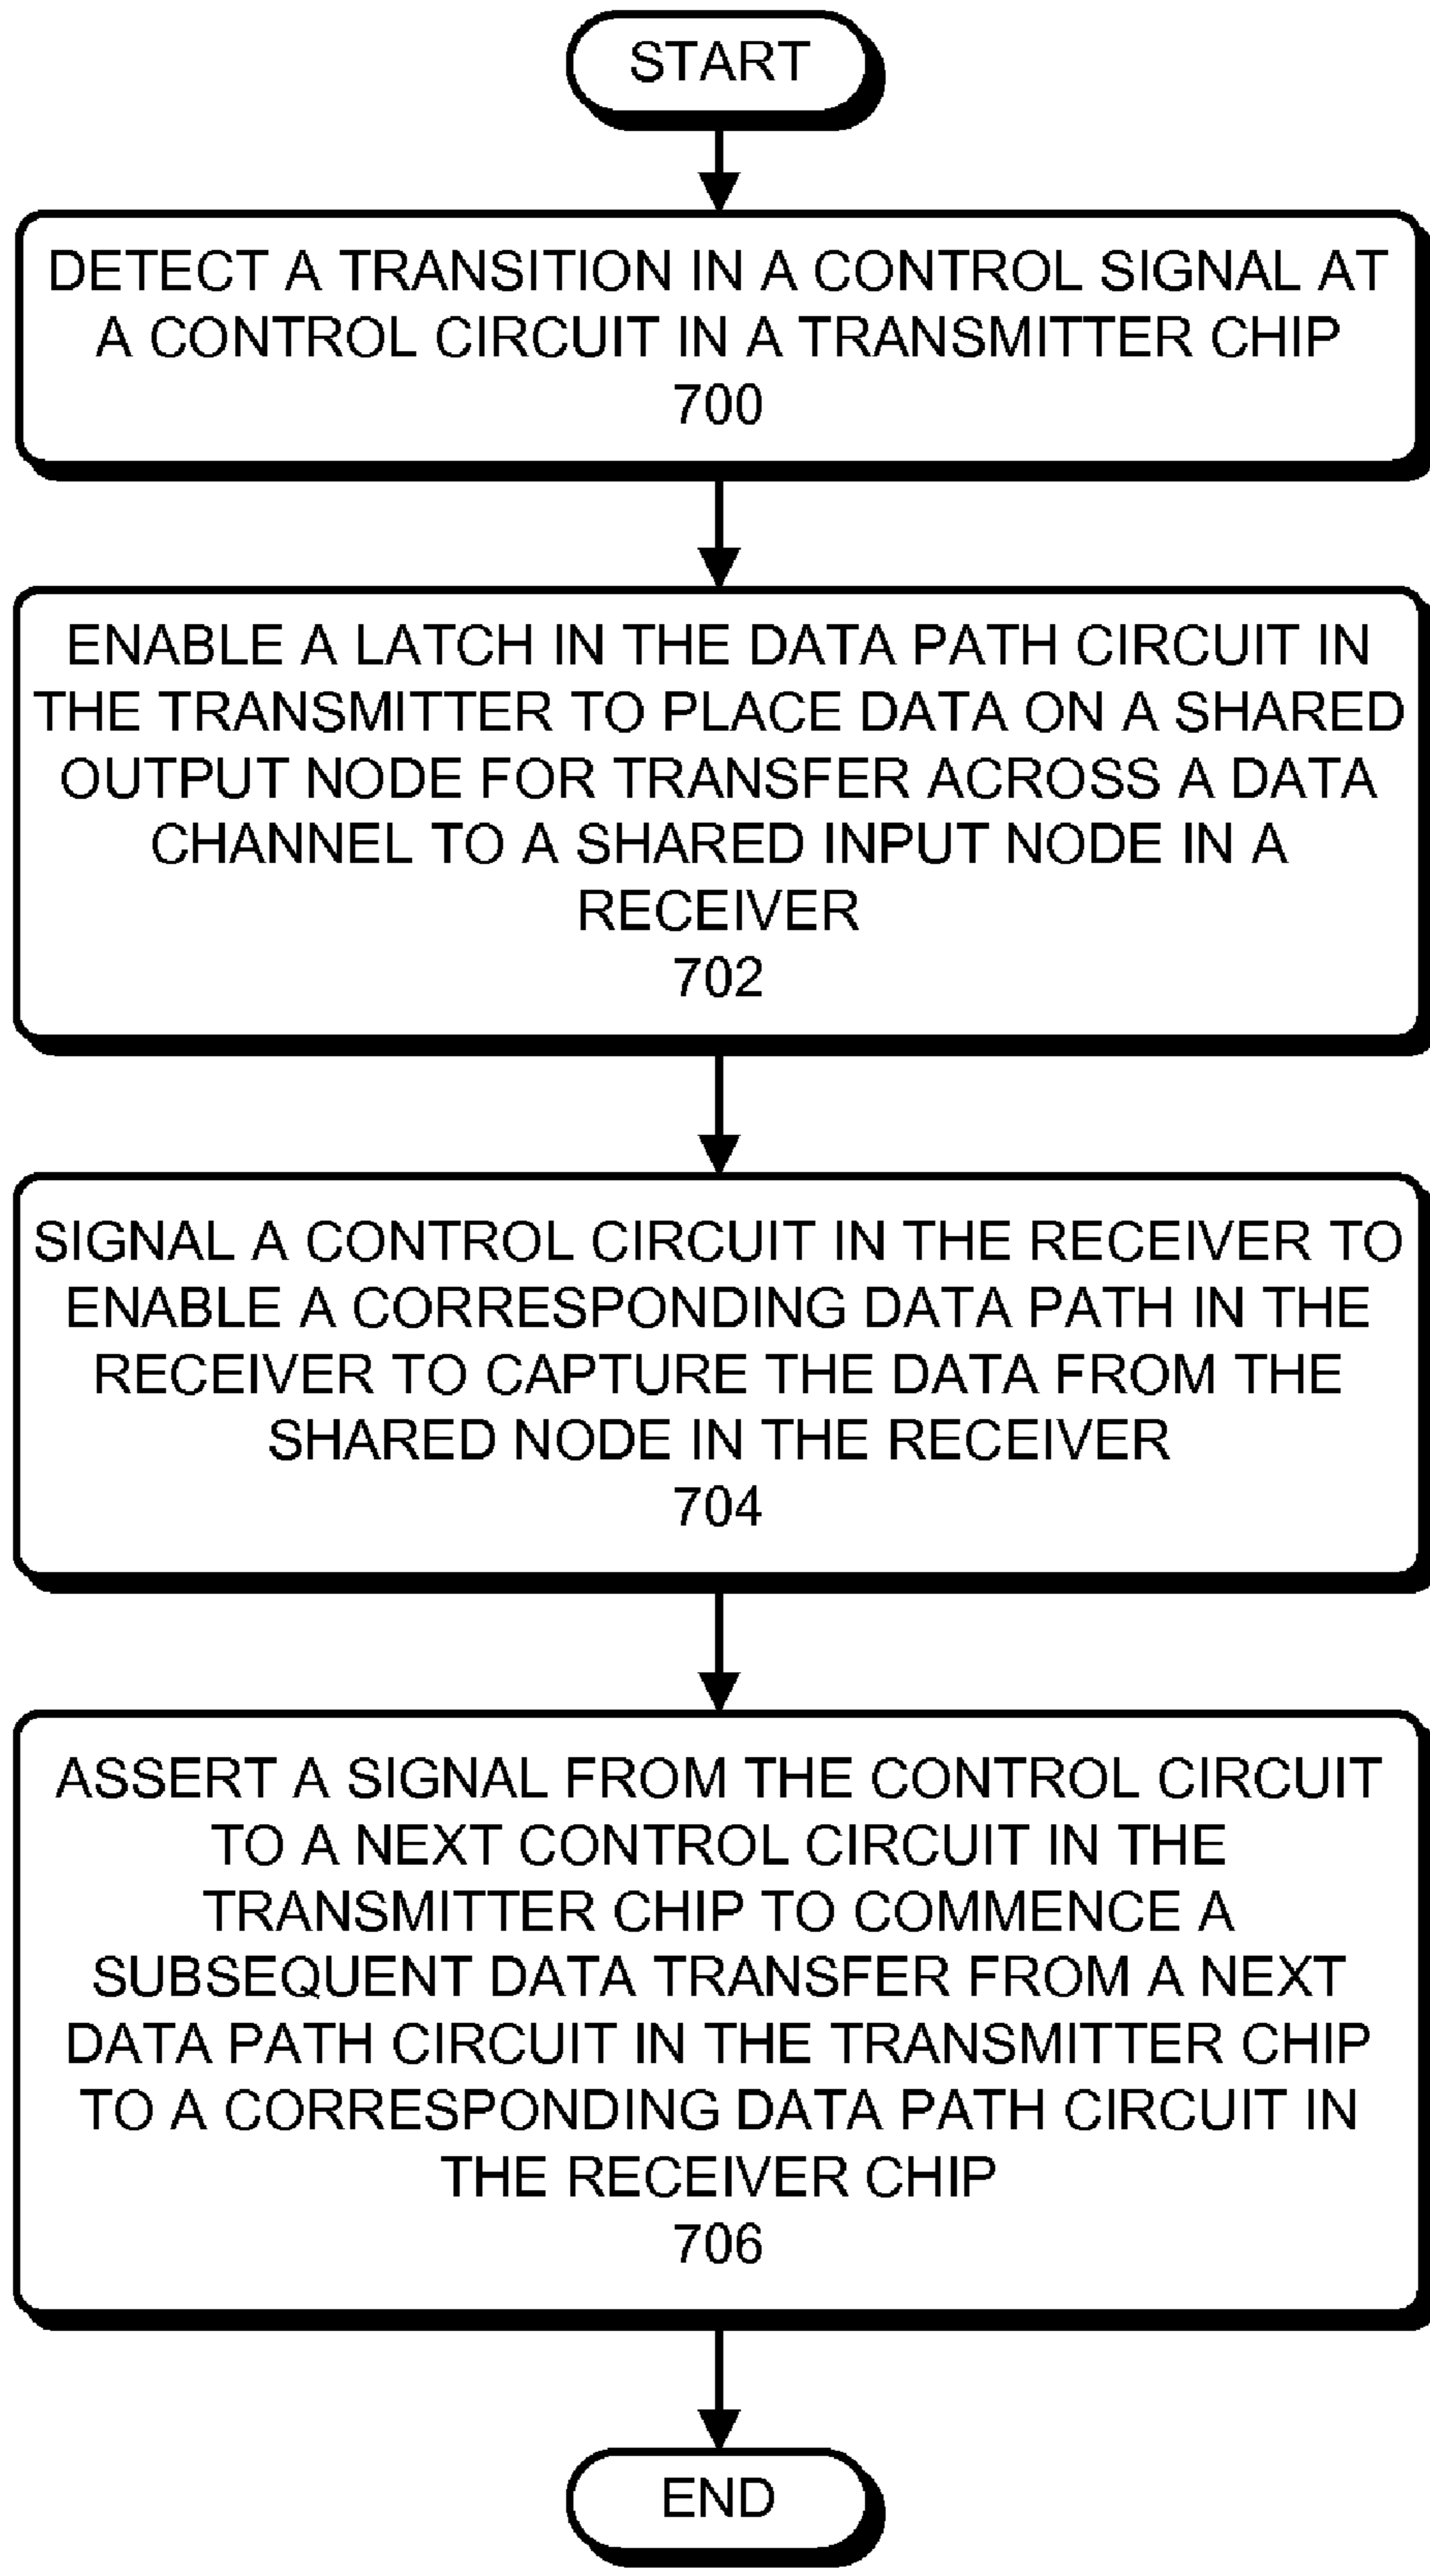 START
DETECT A TRANSITION IN A CONTROL SIGNAL AT
A CONTROL CIRCUIT IN A TRANSMITTER CHIP
700
ENABLE A LATCH IN THE DATA PATH CIRCUIT IN
THE TRANSMITTER TO PLACE DATA ON A SHARED
OUTPUT NODE FOR TRANSFER ACROSS A DATA
CHANNEL TO A SHARED INPUT NODE IN A
RECEIVER
702
SIGNAL A CONTROL CIRCUIT IN THE RECEIVER TO
ENABLE A CORRESPONDING DATA PATH IN THE
RECEIVER TO CAPTURE THE DATA FROM THE
SHARED NODE IN THE RECEIVER
704
ASSERT A SIGNAL FROM THE CONTROL CIRCUIT
TO A NEXT CONTROL CIRCUIT IN THE
TRANSMITTER CHIP TO COMMENCE A
SUBSEQUENT DATA TRANSFER FROM A NEXT
DATA PATH CIRCUIT IN THE TRANSMITTER CHIP
TO A CORRESPONDING DATA PATH CIRCUIT IN
THE RECEIVER CHIP
706
END